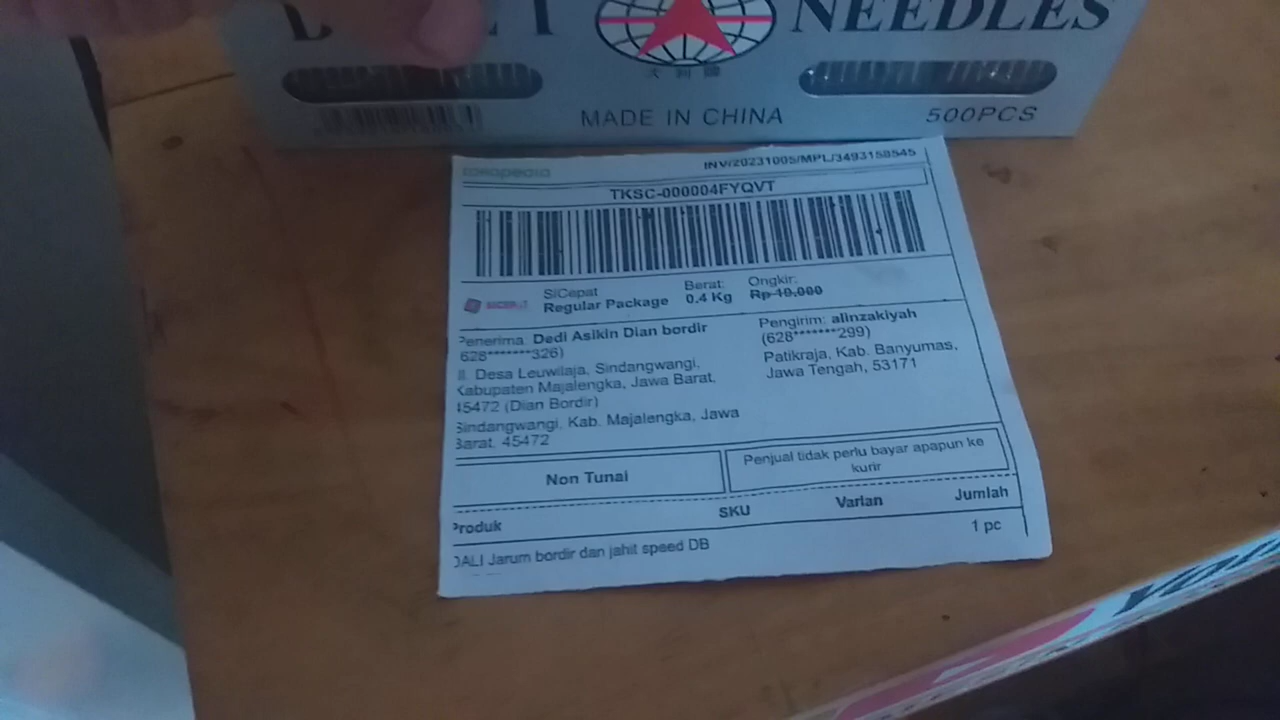 NEEDLES
MADE IN CHINA
500PCS
tokopedia
INV/20231005/MPL/3493158545
TKSC-000004FYQVT
SICEPAT
SiCepat
Regular Package
Berat:
0.4 Kg
Ongkir:
Rp 10.000
Penerima: Dedi Asikin Dian bordir
628*******326)
Jl. Desa Leuwilaja, Sindangwangi,
Kabupaten Majalengka, Jawa Barat,
45472 (Dian Bordir)
Sindangwangi, Kab. Majalengka, Jawa
Barat, 45472
Pengirim: alinzakiyah
(628*******299)
Patikraja, Kab. Banyumas,
Jawa Tengah, 53171
Non Tunai
Penjual tidak perlu bayar apapun ke
kurir
Produk
SKU
Varian
Jumlah
DALI Jarum bordir dan jahit speed DB
1 pc